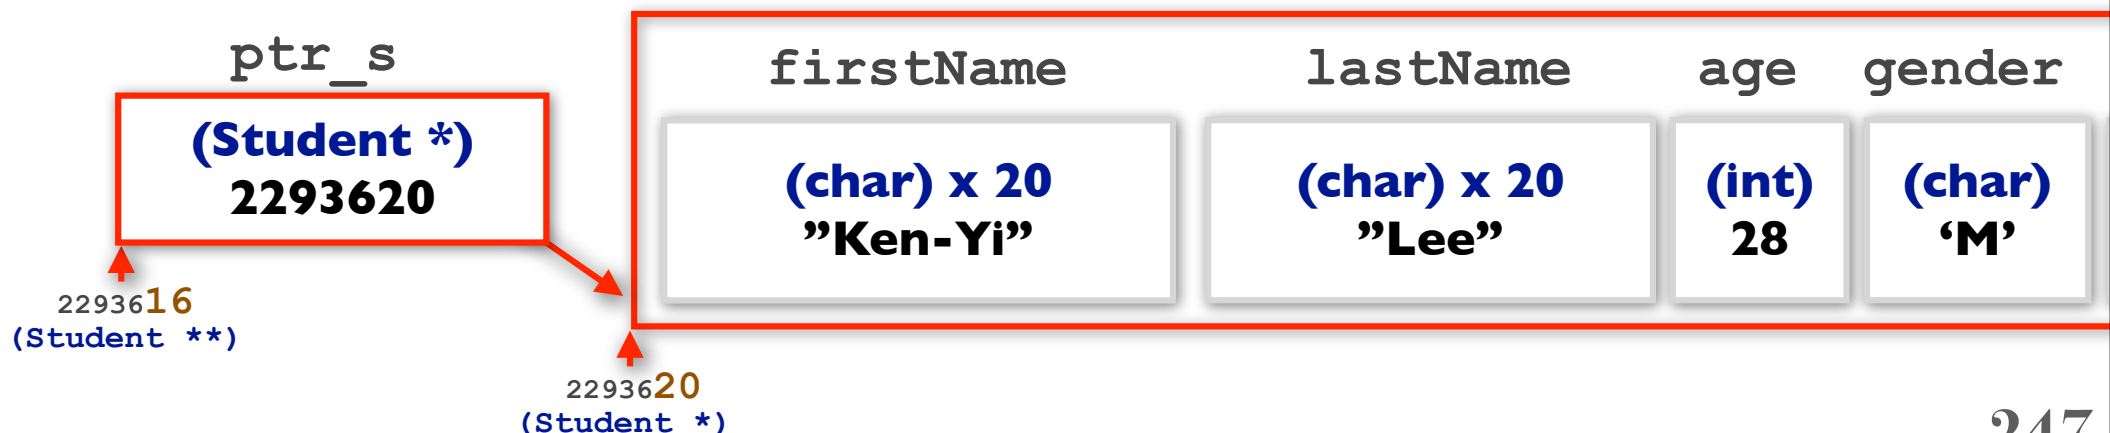 ptr_s
(Student *)
2293620
2293616
(Student **)
firstName lastName age gender
(char) x 20 (char) x 20 (int) (char)
”Ken-Yi” ”Lee” 28 ‘M’
2293620
(Student *)
247